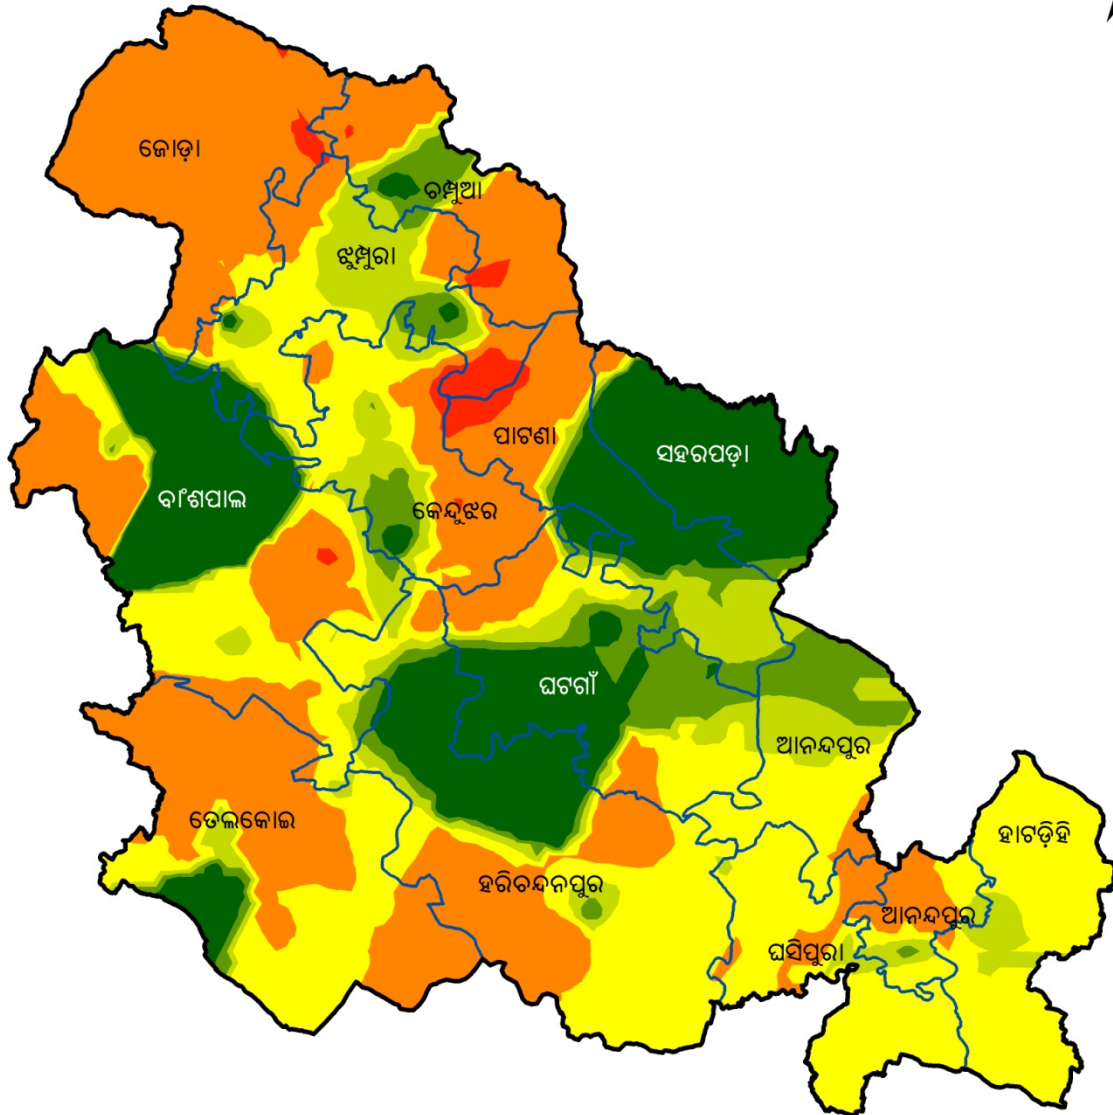 ଜୋଡ଼ା
ଚମ୍ପୁଆ
ଝୁମ୍ପୁରା
ପାଟଣା
ସହରପଡ଼ା
ବାଂଶପାଲ
କେନ୍ଦୁଝର
ଘଟଗାଁ
ଆନନ୍ଦପୁର
ତେଲକୋଇ
ହାଟଡ଼ିହି
ହରିଚନ୍ଦନପୁର
ଆନନ୍ଦପୁର
ଘସିପୁରା